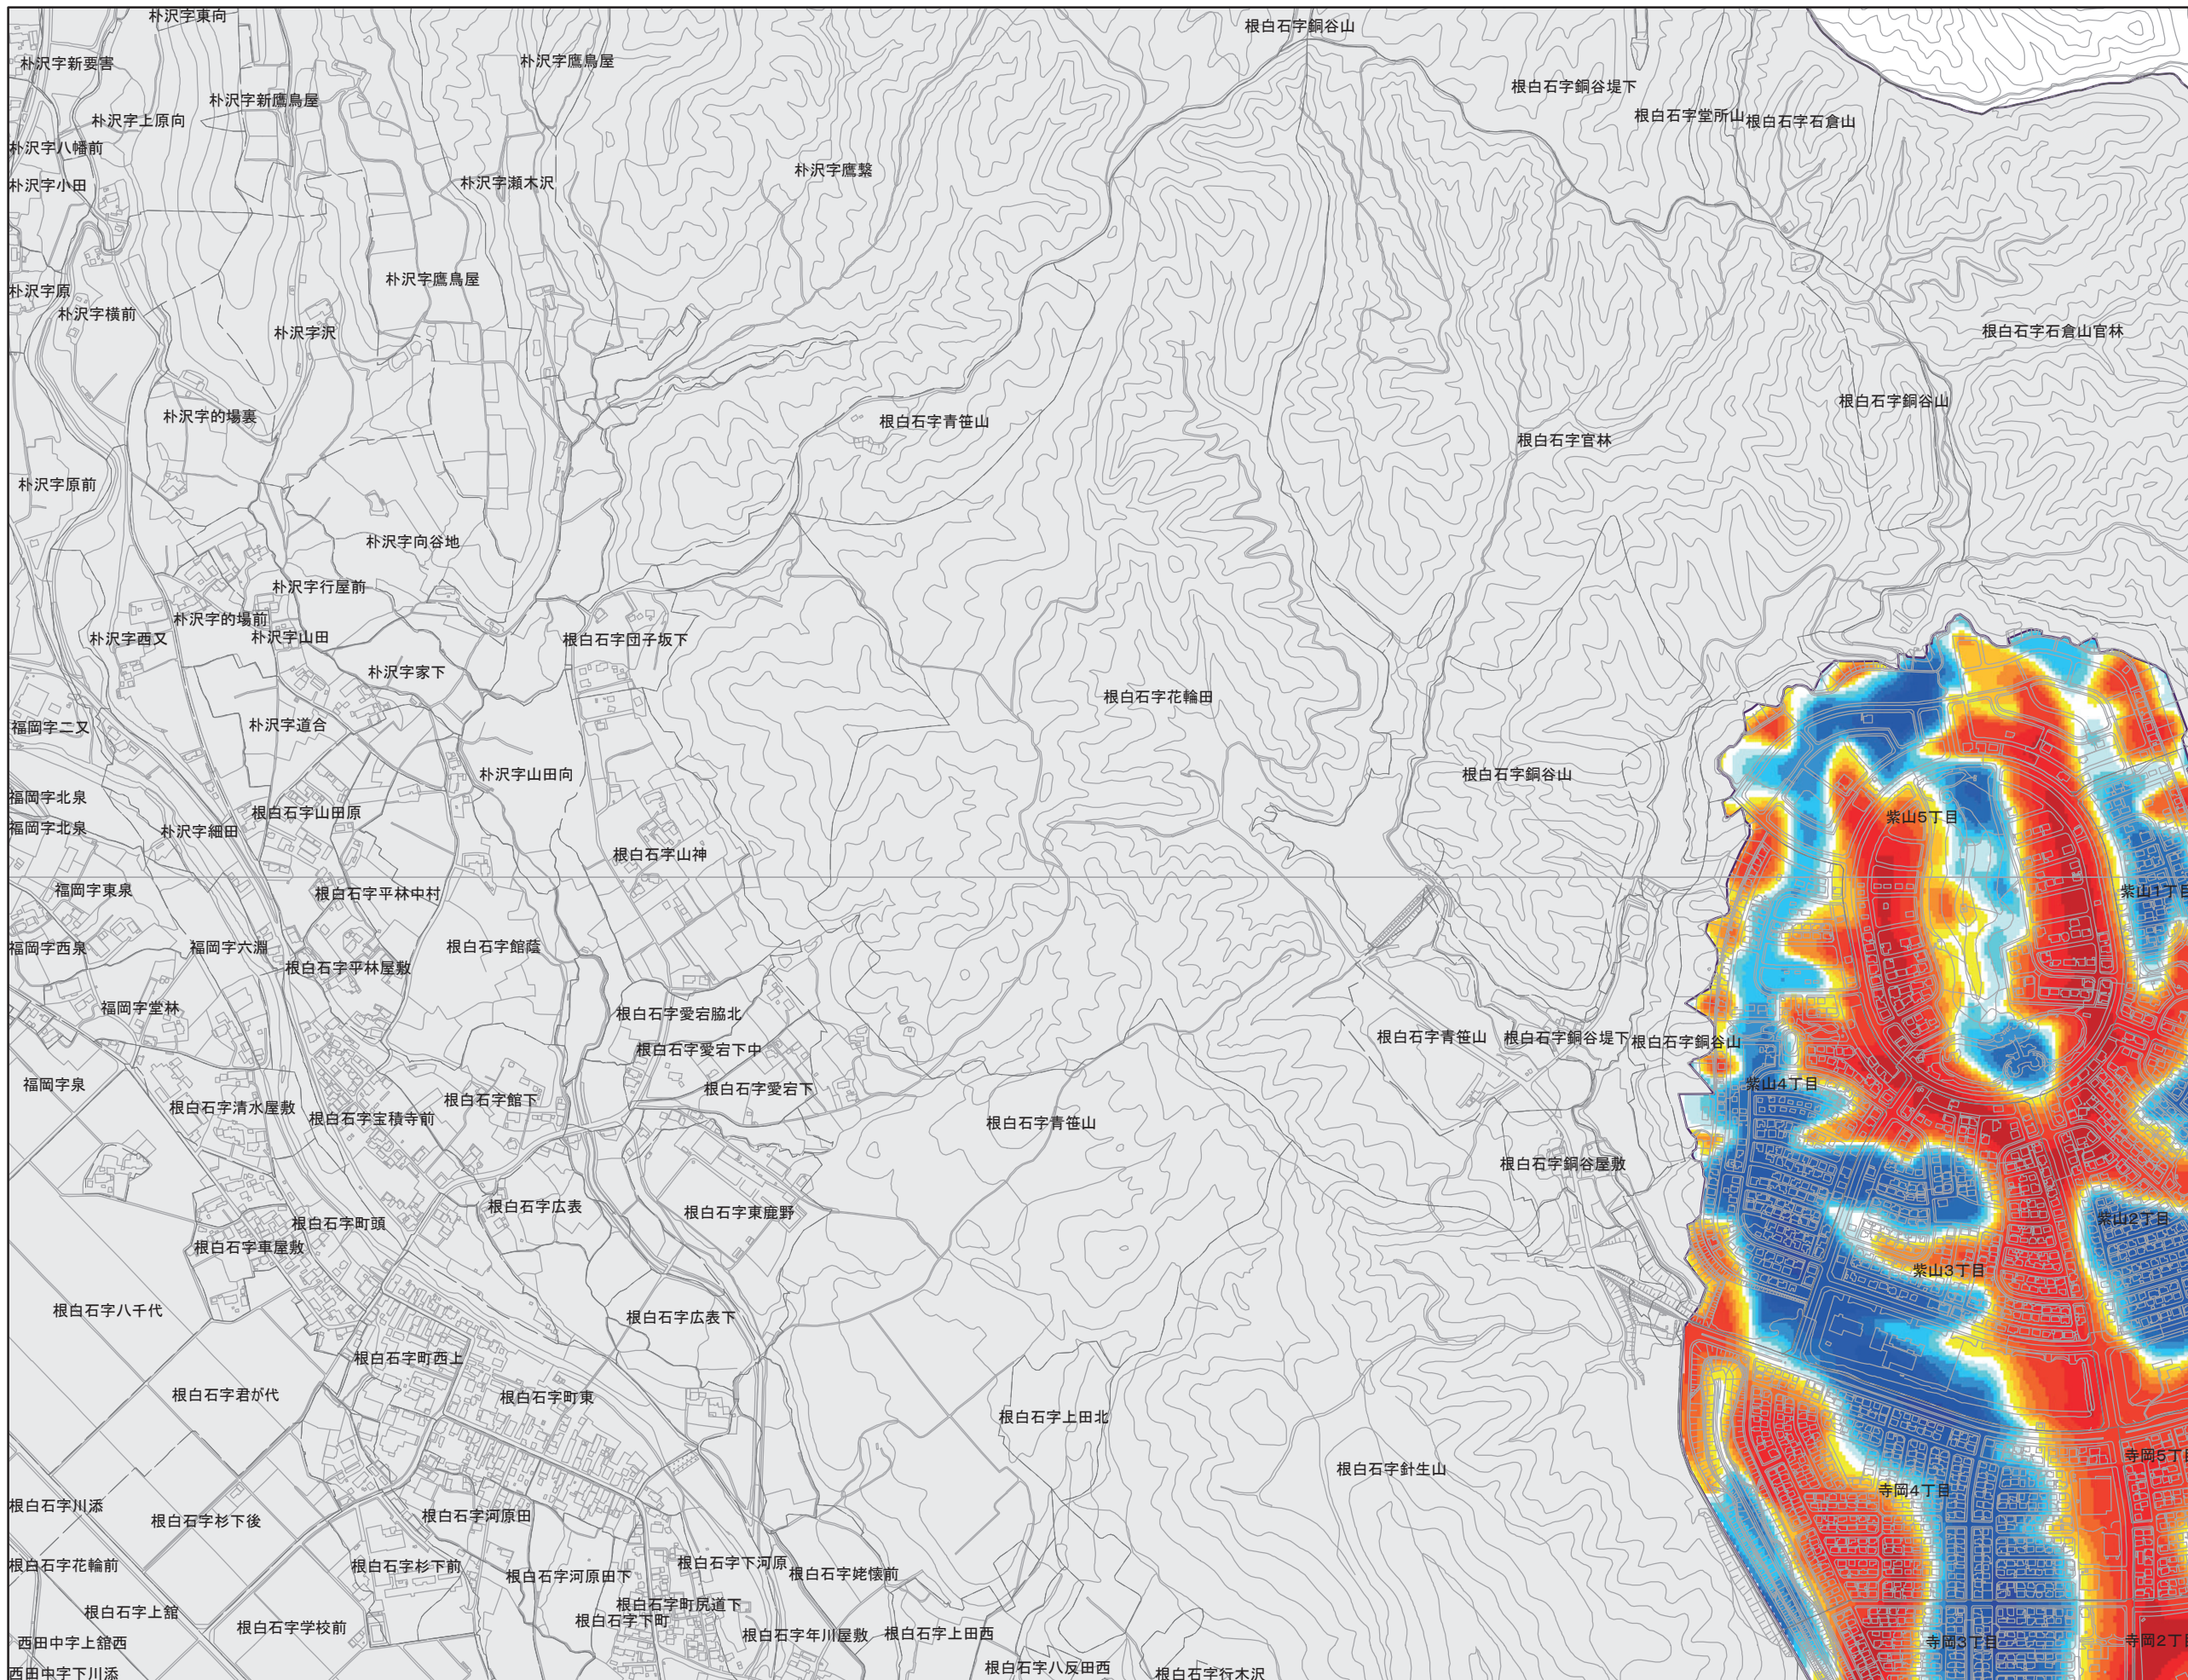 朴沢字東向
根白石字銅谷山
朴沢字新要害
朴沢字鷹鳥屋
根白石字銅谷堤下
朴沢字新鷹鳥屋
朴沢字上原向
根白石字堂所山
根白石字石倉山
朴沢字八幡前
朴沢字鷹繋
朴沢字小田
朴沢字瀬木沢
朴沢字鷹鳥屋
朴沢字原
朴沢字横前
朴沢字沢
根白石字石倉山官林
根白石字銅谷山
朴沢字的場裏
根白石字青笹山
根白石字官林
朴沢字原前
朴沢字向谷地
朴沢字行屋前
朴沢字的場前
朴沢字西又
朴沢字山田
根白石字団子坂下
朴沢字家下
根白石字花輪田
福岡字二又
朴沢字道合
朴沢字山田向
根白石字銅谷山
福岡字北泉
根白石字山田原
紫山5丁目
福岡字北泉
朴沢字細田
根白石字山神
福岡字東泉
根白石字平林中村
紫山1丁目
福岡字西泉
福岡字六淵
根白石字館蔭
根白石字平林屋敷
福岡字堂林
根白石字愛宕脇北
根白石字青笹山
根白石字銅谷堤下
根白石字銅谷山
根白石字愛宕下中
福岡字泉
根白石字愛宕下
紫山4丁目
根白石字清水屋敷
根白石字館下
根白石字宝積寺前
根白石字青笹山
根白石字銅谷屋敷
根白石字広表
根白石字東鹿野
紫山2丁目
根白石字町頭
根白石字車屋敷
紫山3丁目
根白石字八千代
根白石字広表下
根白石字町西上
根白石字君が代
根白石字町東
根白石字上田北
寺岡5丁目
根白石字針生山
寺岡4丁目
根白石字川添
根白石字杉下後
根白石字河原田
根白石字花輪前
根白石字杉下前
根白石字河原田下
根白石字下河原
根白石字姥懐前
根白石字上舘
根白石字町尻道下
根白石字学校前
根白石字下町
根白石字年川屋敷
根白石字上田西
西田中字上舘西
寺岡3丁目
寺岡2丁目
西田中字下川添
根白石字八反田西
根白石字行木沢